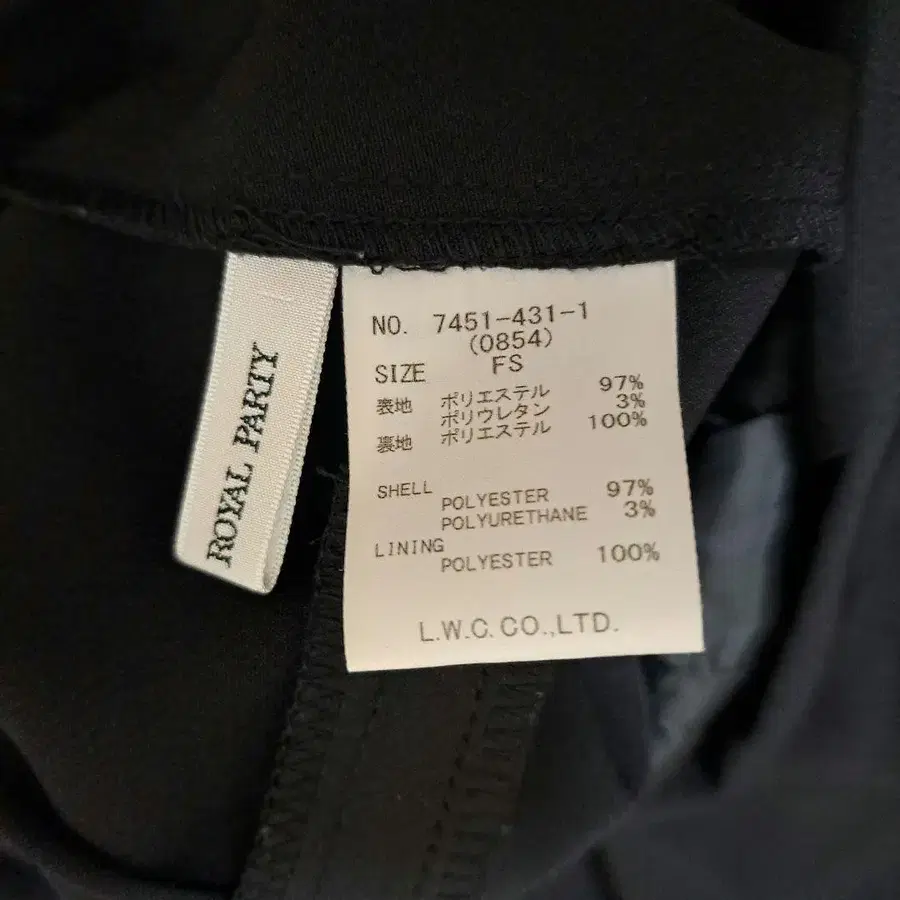 ROYAL PARTY
NO. 7451-431-1
(0854)
SIZE FS
表地 ポリエステル 97%
ポリウレタン 3%
裏地 ポリエステル 100%
SHELL
POLYESTER 97%
POLYURETHANE 3%
LINING
POLYESTER 100%
L.W.C. CO.,LTD.